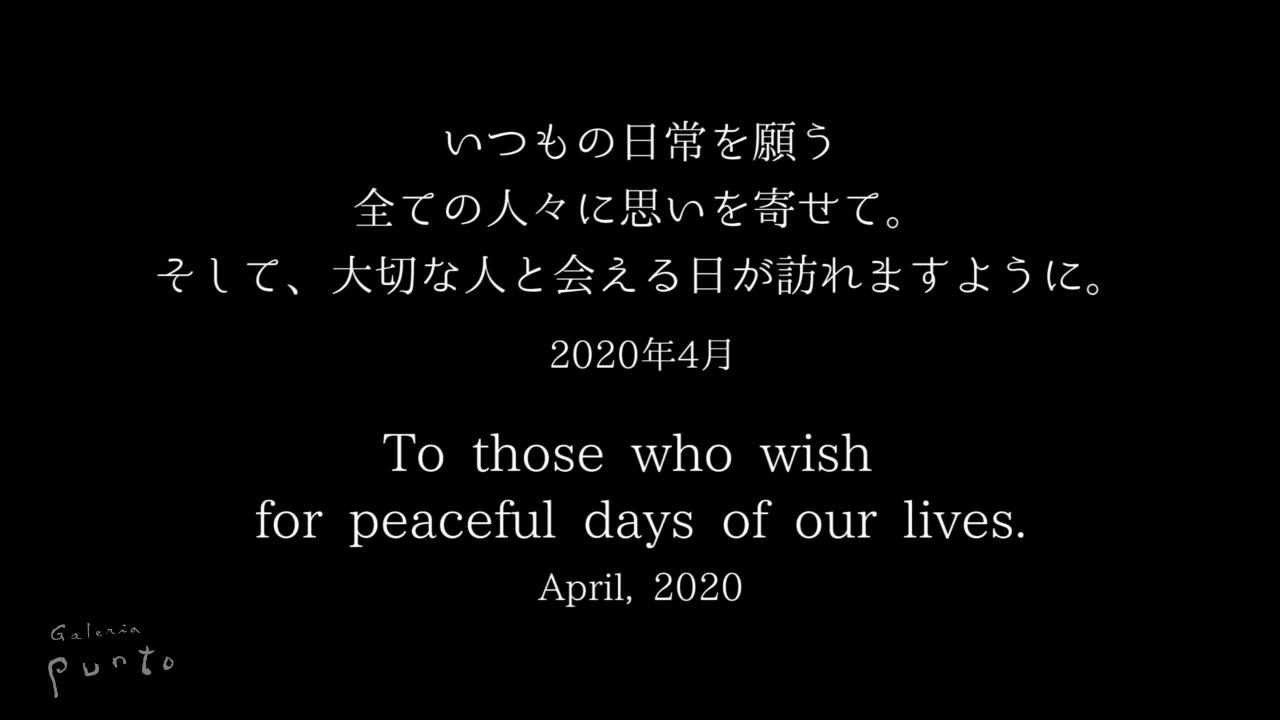 いつもの日常を願う
全ての人々に思いを寄せて。
そして、大切な人と会える日が訪れますように。
2020年4月
To those who wish
for peaceful days of our lives.
April, 2020
Galeria
Punto